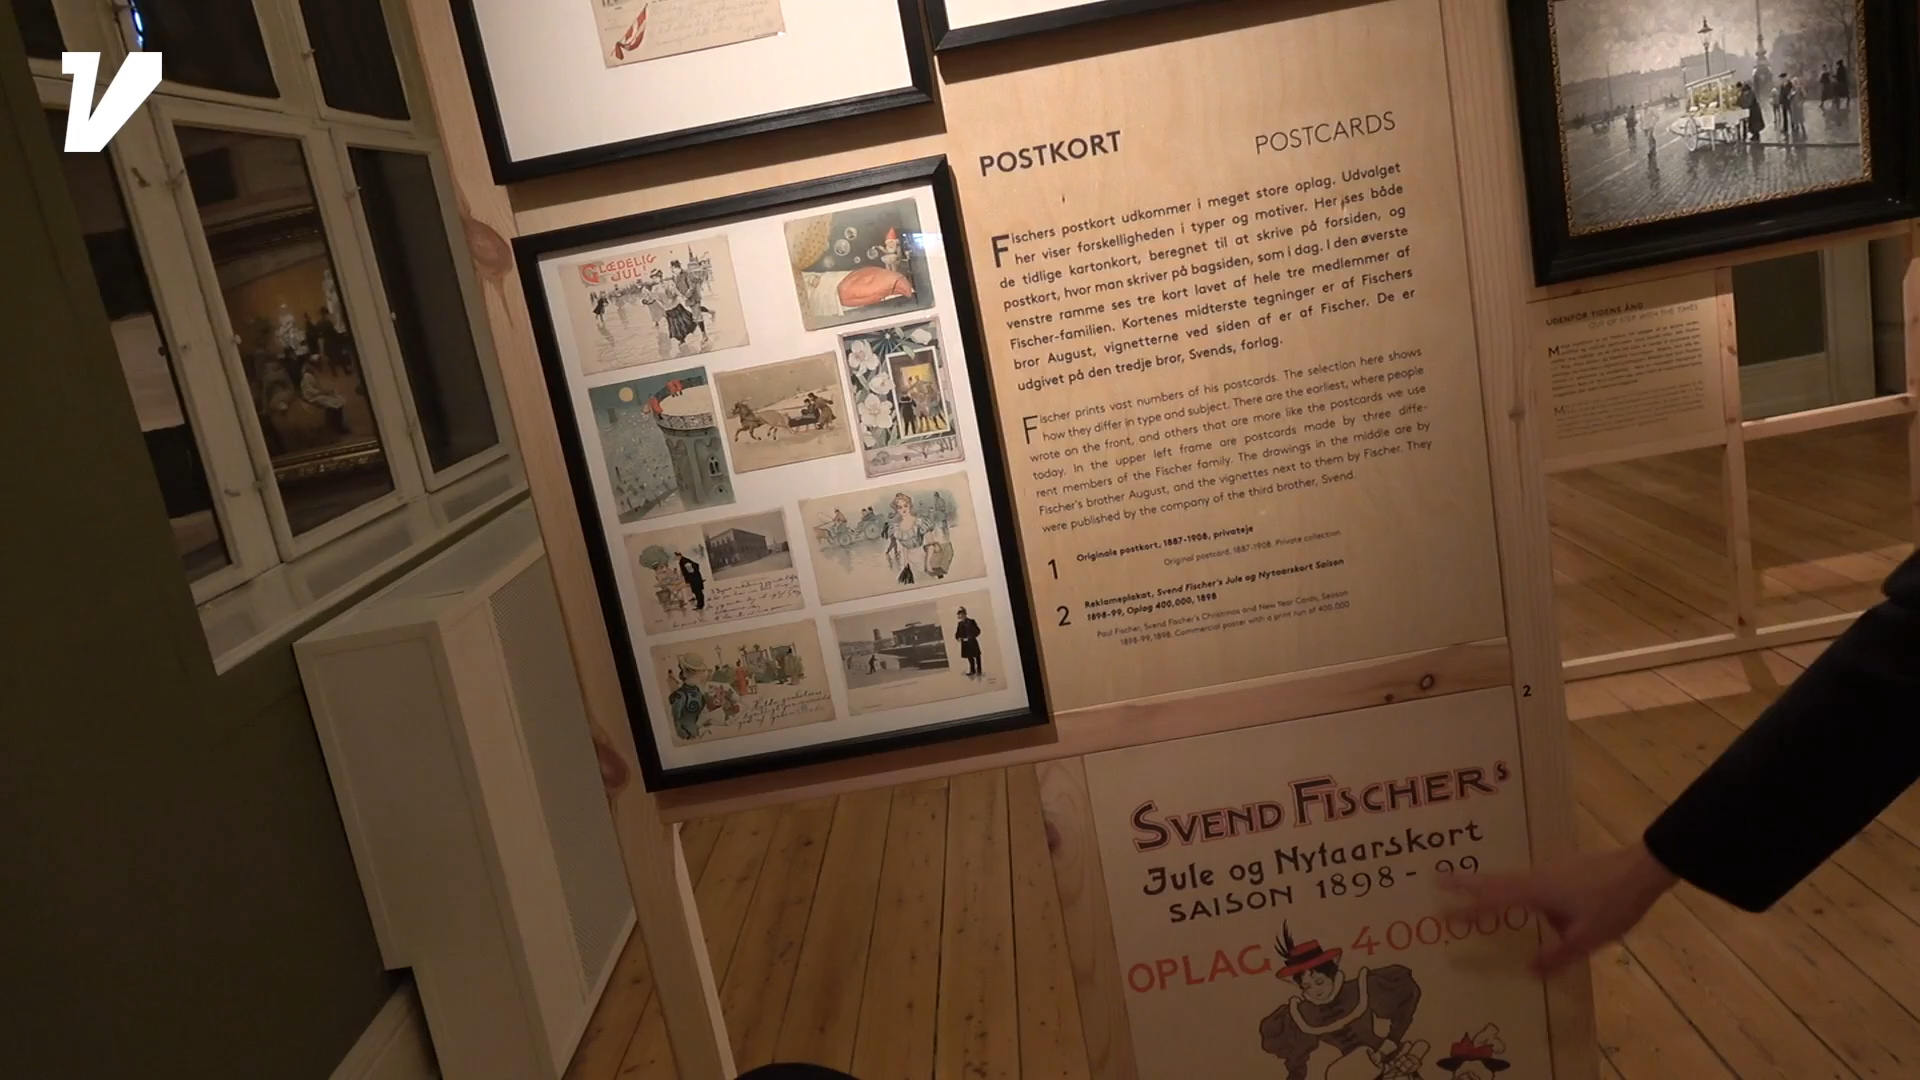 GLÆDELIG
JUL!
POSTKORT
POSTCARDS
Fischers postkort udkommer i meget store oplag. Udvalget
her viser forskelligheden i typer og motiver. Her ses både
de tidlige kartonkort, beregnet til at skrive på forsiden, og
postkort, hvor man skriver på bagsiden, som i dag. I den øverste
venstre ramme ses tre kort lavet af hele tre medlemmer af
Fischer-familien. Kortenes midterste tegninger er af Fischers
bror August, vignetterne ved siden af er af Fischer. De er
udgivet på den tredje bror, Svends, forlag.
Fischer prints vast numbers of his postcards. The selection here shows
how they differ in type and subject. There are the earliest, where people
wrote on the front, and others that are more like the postcards we use
today. In the upper left frame are postcards made by three diffe-
rent members of the Fischer family. The drawings in the middle are by
Fischer's brother August, and the vignettes next to them by Fischer. They
were published by the company of the third brother, Svend.
1 Originale postkort, 1887-1908, privateje
Original postcard, 1887-1908. Private collection
2 Reklameplakat, Svend Fischer's Jule og Nytaarskort Saison
1898-99, Oplag 400,000, 1898
Paul Fischer, Svend Fischer's Christmas and New Year Cards, Season
1898-99, 1898. Commercial poster with a print run of 400,000
UDENFOR TIDENS ÅND
OUT OF STEP WITH THE TIMES
2
SVEND FISCHERS
Jule og Nytaarskort
SAISON 1898-99
OPLAG 400,000